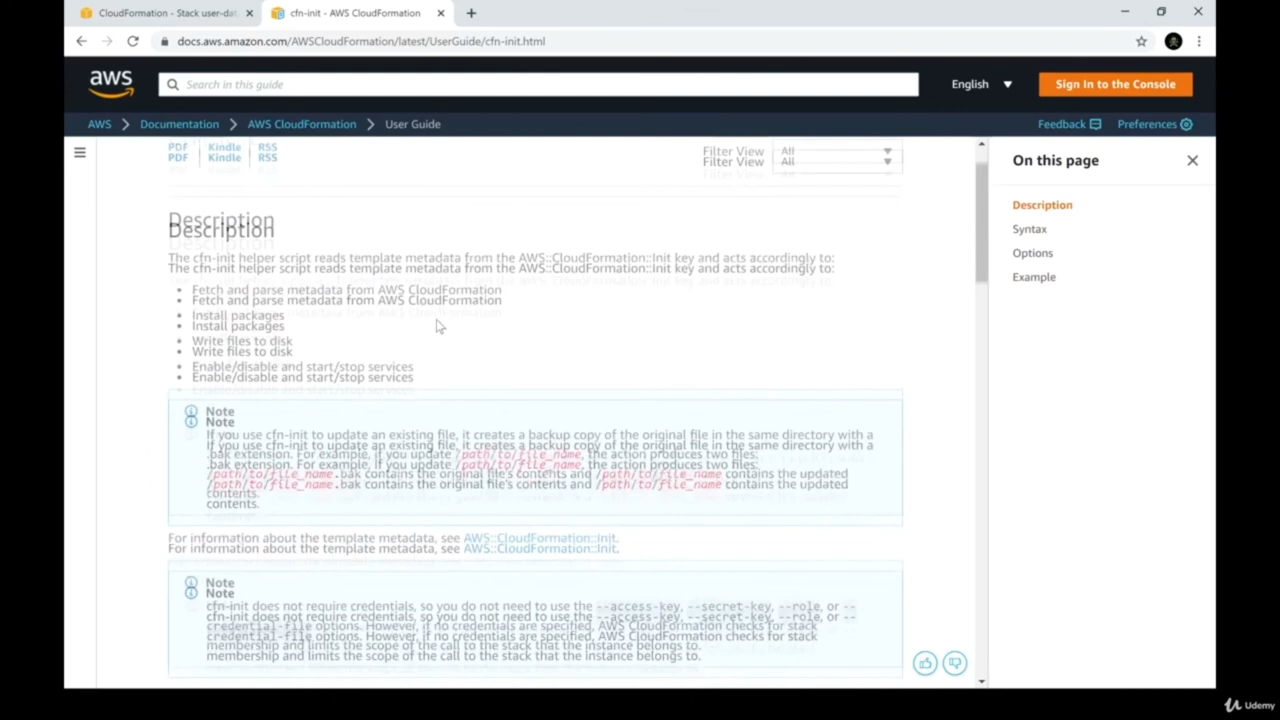 CloudFormation - Stack user-dat
cfn-init - AWS CloudFormation
docs.aws.amazon.com/AWSCloudFormation/latest/UserGuide/cfn-init.html
aws
Search in this guide
English
Sign In to the Console
AWS
Documentation
AWS CloudFormation
User Guide
Feedback
Preferences
PDF
Kindle
RSS
Filter View
All
Description
The cfn-init helper script reads template metadata from the AWS::CloudFormation::Init key and acts accordingly to:
• Fetch and parse metadata from AWS CloudFormation
• Install packages
• Write files to disk
• Enable/disable and start/stop services
Note
If you use cfn-init to update an existing file, it creates a backup copy of the original file in the same directory with a
.bak extension. For example, if you update /path/to/file_name, the action produces two files:
/path/to/file_name.bak contains the original file's contents and /path/to/file_name contains the updated
contents.
For information about the template metadata, see AWS::CloudFormation::Init.
Note
cfn-init does not require credentials, so you do not need to use the --access-key, --secret-key, --role, or --
credential-file options. However, if no credentials are specified, AWS CloudFormation checks for stack
membership and limits the scope of the call to the stack that the instance belongs to.
On this page
Description
Syntax
Options
Example
Udemy